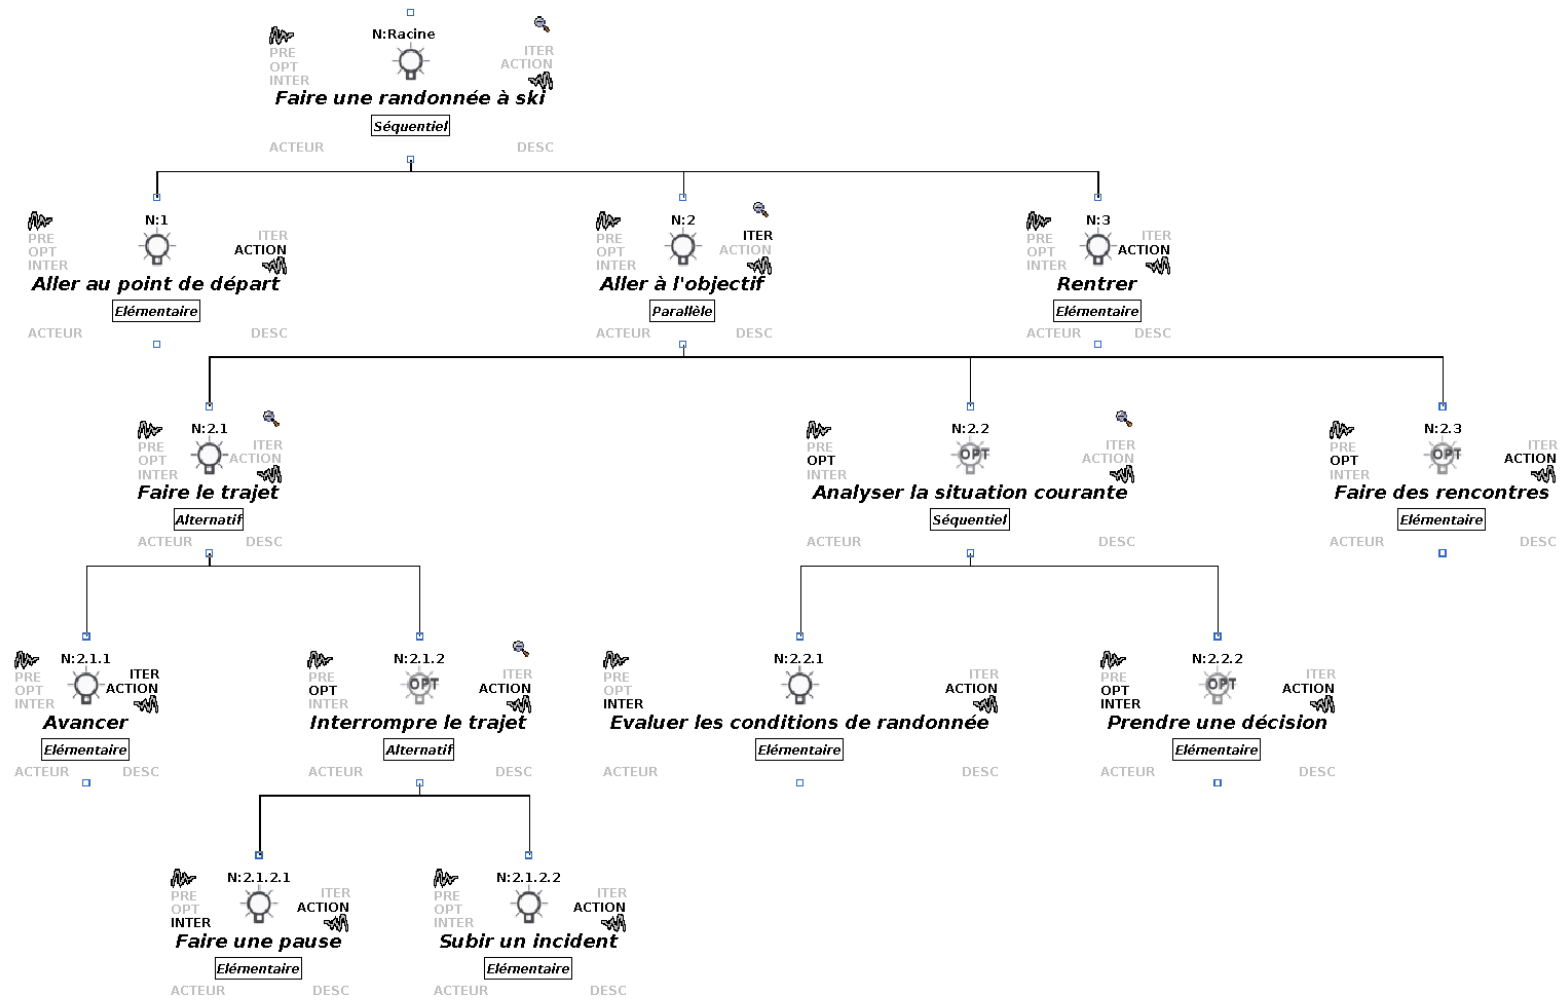 N:Racine
PRE
OPT
INTER
ITER
ACTION
Faire une randonnée à ski
Séquentiel
ACTEUR DESC
N:1
PRE
OPT
INTER
ITER
ACTION
Aller au point de départ
Elémentaire
ACTEUR DESC
N:2
PRE
OPT
INTER
ITER
ACTION
Aller à l'objectif
Parallèle
ACTEUR DESC
N:3
PRE
OPT
INTER
ITER
ACTION
Rentrer
Elémentaire
ACTEUR DESC
N:2.1
PRE
OPT
INTER
ITER
ACTION
Faire le trajet
Alternatif
ACTEUR DESC
N:2.2
PRE
OPT
INTER
OPT
ITER
ACTION
Analyser la situation courante
Séquentiel
ACTEUR DESC
N:2.3
PRE
OPT
INTER
OPT
ITER
ACTION
Faire des rencontres
Elémentaire
ACTEUR DESC
N:2.1.1
PRE
OPT
INTER
ITER
ACTION
Avancer
Elémentaire
ACTEUR DESC
N:2.1.2
PRE
OPT
INTER
OPT
ITER
ACTION
Interrompre le trajet
Alternatif
ACTEUR DESC
N:2.2.1
PRE
OPT
INTER
ITER
ACTION
Evaluer les conditions de randonnée
Elémentaire
ACTEUR DESC
N:2.2.2
PRE
OPT
INTER
OPT
ITER
ACTION
Prendre une décision
Elémentaire
ACTEUR DESC
N:2.1.2.1
PRE
OPT
INTER
ITER
ACTION
Faire une pause
Elémentaire
ACTEUR DESC
N:2.1.2.2
PRE
OPT
INTER
ITER
ACTION
Subir un incident
Elémentaire
ACTEUR DESC